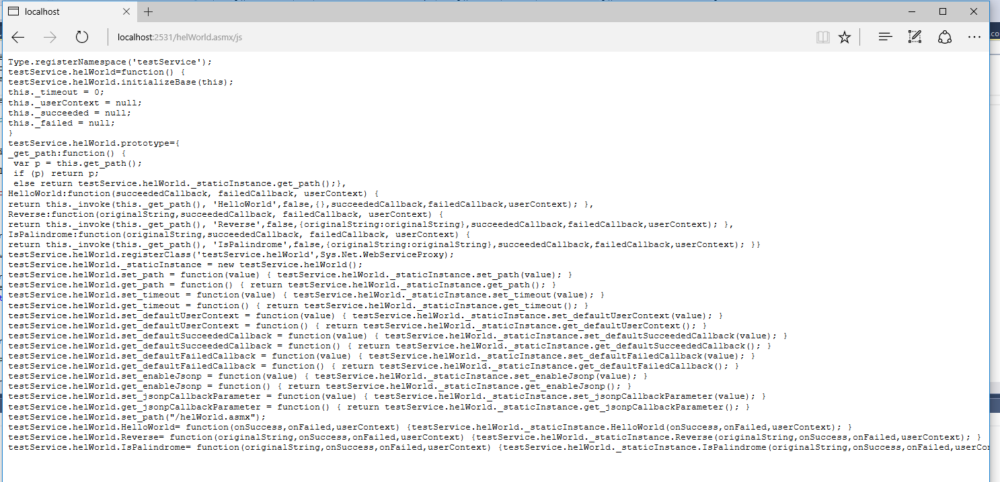 localhost
localhost:2531/helWorld.asmx/js
Type.registerNamespace('testService');
testService.helWorld=function() {
testService.helWorld.initializeBase(this);
this._timeout = 0;
this._userContext = null;
this._succeeded = null;
this._failed = null;
}
testService.helWorld.prototype={
_get_path:function() {
 var p = this.get_path();
 if (p) return p;
 else return testService.helWorld._staticInstance.get_path();},
HelloWorld:function(succeededCallback, failedCallback, userContext) {
return this._invoke(this._get_path(), 'HelloWorld',false,{},succeededCallback,failedCallback,userContext); },
Reverse:function(originalString,succeededCallback, failedCallback, userContext) {
return this._invoke(this._get_path(), 'Reverse',false,{originalString:originalString},succeededCallback,failedCallback,userContext); },
IsPalindrome:function(originalString,succeededCallback, failedCallback, userContext) {
return this._invoke(this._get_path(), 'IsPalindrome',false,{originalString:originalString},succeededCallback,failedCallback,userContext); }}
testService.helWorld.registerClass('testService.helWorld',Sys.Net.WebServiceProxy);
testService.helWorld._staticInstance = new testService.helWorld();
testService.helWorld.set_path = function(value) { testService.helWorld._staticInstance.set_path(value); }
testService.helWorld.get_path = function() { return testService.helWorld._staticInstance.get_path(); }
testService.helWorld.set_timeout = function(value) { testService.helWorld._staticInstance.set_timeout(value); }
testService.helWorld.get_timeout = function() { return testService.helWorld._staticInstance.get_timeout(); }
testService.helWorld.set_defaultUserContext = function(value) { testService.helWorld._staticInstance.set_defaultUserContext(value); }
testService.helWorld.get_defaultUserContext = function() { return testService.helWorld._staticInstance.get_defaultUserContext(); }
testService.helWorld.set_defaultSucceededCallback = function(value) { testService.helWorld._staticInstance.set_defaultSucceededCallback(value); }
testService.helWorld.get_defaultSucceededCallback = function() { return testService.helWorld._staticInstance.get_defaultSucceededCallback(); }
testService.helWorld.set_defaultFailedCallback = function(value) { testService.helWorld._staticInstance.set_defaultFailedCallback(value); }
testService.helWorld.get_defaultFailedCallback = function() { return testService.helWorld._staticInstance.get_defaultFailedCallback(); }
testService.helWorld.set_enableJsonp = function(value) { testService.helWorld._staticInstance.set_enableJsonp(value); }
testService.helWorld.get_enableJsonp = function() { return testService.helWorld._staticInstance.get_enableJsonp(); }
testService.helWorld.set_jsonpCallbackParameter = function(value) { testService.helWorld._staticInstance.set_jsonpCallbackParameter(value); }
testService.helWorld.get_jsonpCallbackParameter = function() { return testService.helWorld._staticInstance.get_jsonpCallbackParameter(); }
testService.helWorld.set_path("/helWorld.asmx");
testService.helWorld.HelloWorld= function(onSuccess,onFailed,userContext) {testService.helWorld._staticInstance.HelloWorld(onSuccess,onFailed,userContext); }
testService.helWorld.Reverse= function(originalString,onSuccess,onFailed,userContext) {testService.helWorld._staticInstance.Reverse(originalString,onSuccess,onFailed,userContext); }
testService.helWorld.IsPalindrome= function(originalString,onSuccess,onFailed,userContext) {testService.helWorld._staticInstance.IsPalindrome(originalString,onSuccess,onFailed,